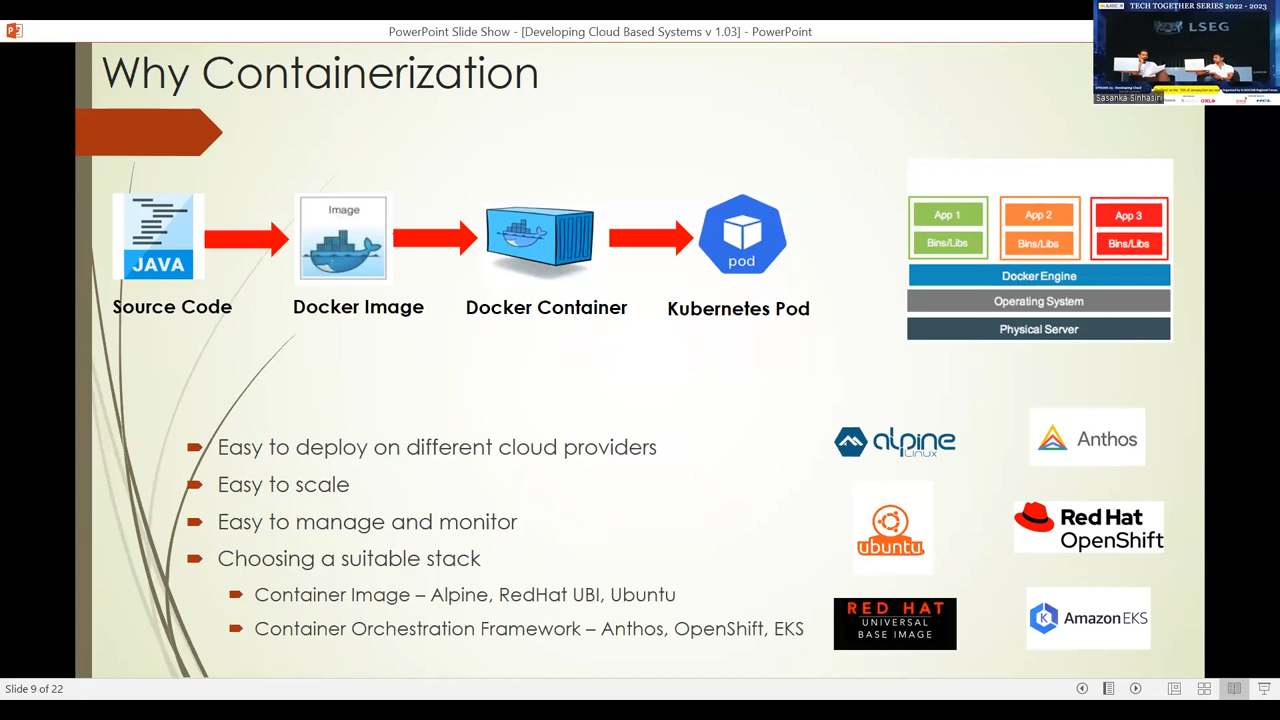 PowerPoint Slide Show - [Developing Cloud Based Systems v 1.03] - PowerPoint
TECH TOGETHER SERIES 2022 - 2023
LSEG
Sasanka Sinhasiri
Why Containerization
JAVA
Image
pod
Source Code
Docker Image
Docker Container
Kubernetes Pod
App 1
App 2
App 3
Bins/Libs
Bins/Libs
Bins/Libs
Docker Engine
Operating System
Physical Server
Easy to deploy on different cloud providers
Easy to scale
Easy to manage and monitor
Choosing a suitable stack
Container Image – Alpine, RedHat UBI, Ubuntu
Container Orchestration Framework – Anthos, OpenShift, EKS
alpine
Linux
Anthos
ubuntu
Red Hat
OpenShift
RED HAT
UNIVERSAL
BASE IMAGE
Amazon EKS
Slide 9 of 22